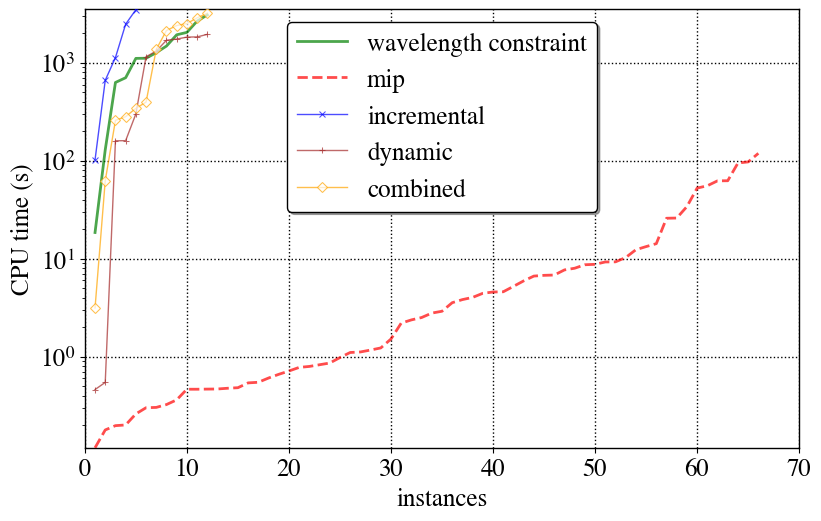 wavelength constraint
mip
incremental
dynamic
combined
CPU time (s)
10³
10²
10¹
10⁰
0 10 20 30 40 50 60 70
instances